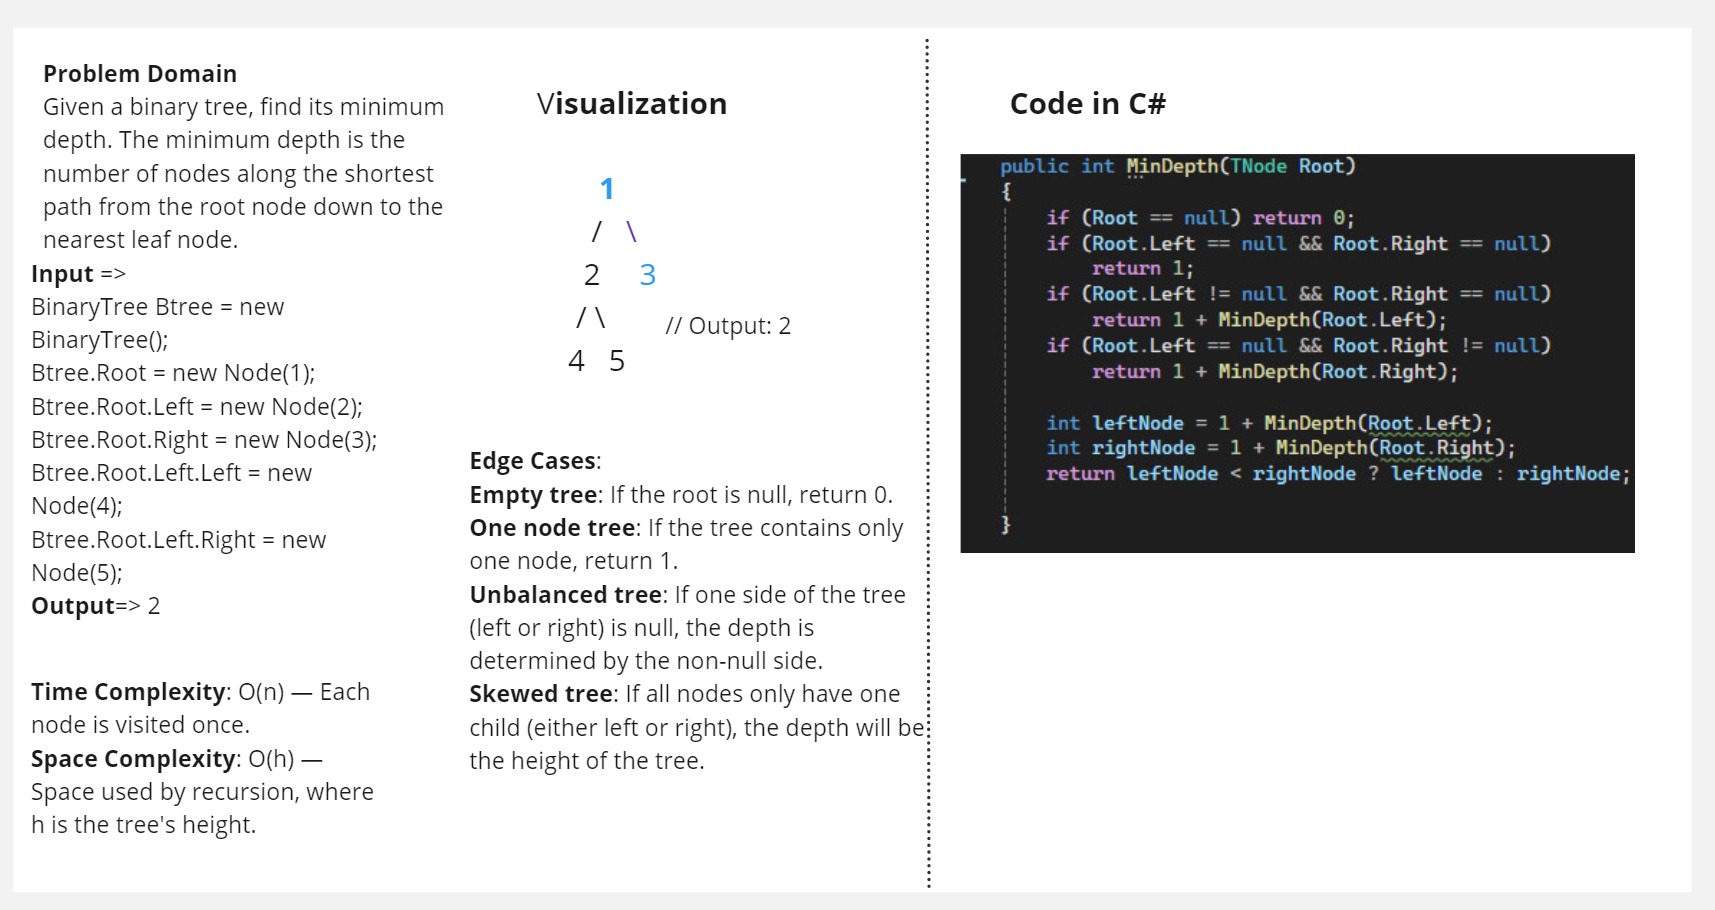 Problem Domain
Given a binary tree, find its minimum
depth. The minimum depth is the
number of nodes along the shortest
path from the root node down to the
nearest leaf node.
Input =>
BinaryTree Btree = new
BinaryTree();
Btree.Root = new Node(1);
Btree.Root.Left = new Node(2);
Btree.Root.Right = new Node(3);
Btree.Root.Left.Left = new
Node(4);
Btree.Root.Left.Right = new
Node(5);
Output=> 2
Time Complexity: O(n) — Each
node is visited once.
Space Complexity: O(h) —
Space used by recursion, where
h is the tree's height.
Visualization
1
/ \
2 3
/ \
// Output: 2
4 5
Edge Cases:
Empty tree: If the root is null, return 0.
One node tree: If the tree contains only
one node, return 1.
Unbalanced tree: If one side of the tree
(left or right) is null, the depth is
determined by the non-null side.
Skewed tree: If all nodes only have one
child (either left or right), the depth will be
the height of the tree.
Code in C#
public int MinDepth(TNode Root)
{
if (Root == null) return 0;
if (Root.Left == null && Root.Right == null)
return 1;
if (Root.Left != null && Root.Right == null)
return 1 + MinDepth(Root.Left);
if (Root.Left == null && Root.Right != null)
return 1 + MinDepth(Root.Right);
int leftNode = 1 + MinDepth(Root.Left);
int rightNode = 1 + MinDepth(Root.Right);
return leftNode < rightNode ? leftNode : rightNode;
}